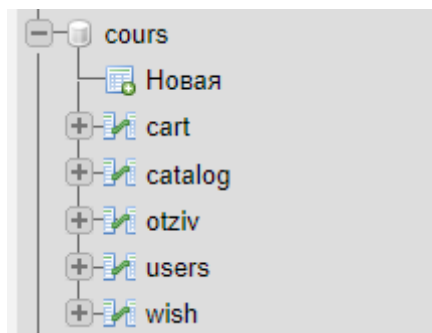 cours
Новая
cart
catalog
otziv
users
wish